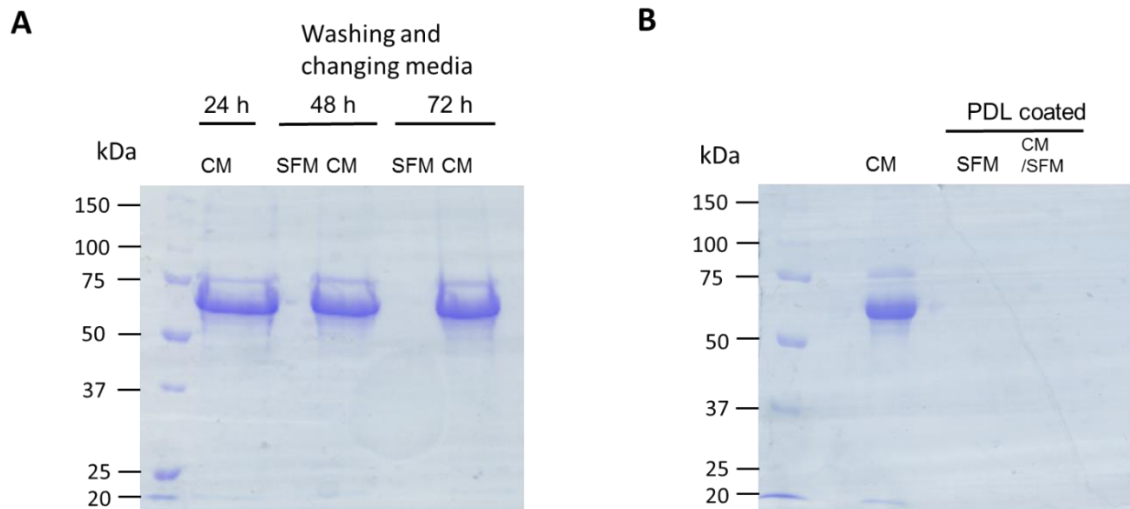 A
Washing and
changing media
24 h 48 h 72 h
kDa
CM SFM CM SFM CM
150
100
75
50
37
25
20
B
PDL coated
kDa
CM SFM CM
/SFM
150
100
75
50
37
25
20